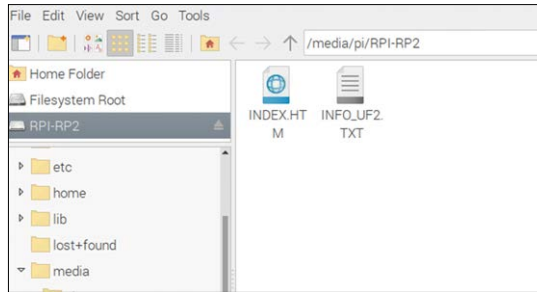 File Edit View Sort Go Tools
/media/pi/RPI-RP2
Home Folder
Filesystem Root
RPI-RP2
etc
home
lib
lost+found
media
INDEX.HT
M
INFO_UF2.
TXT